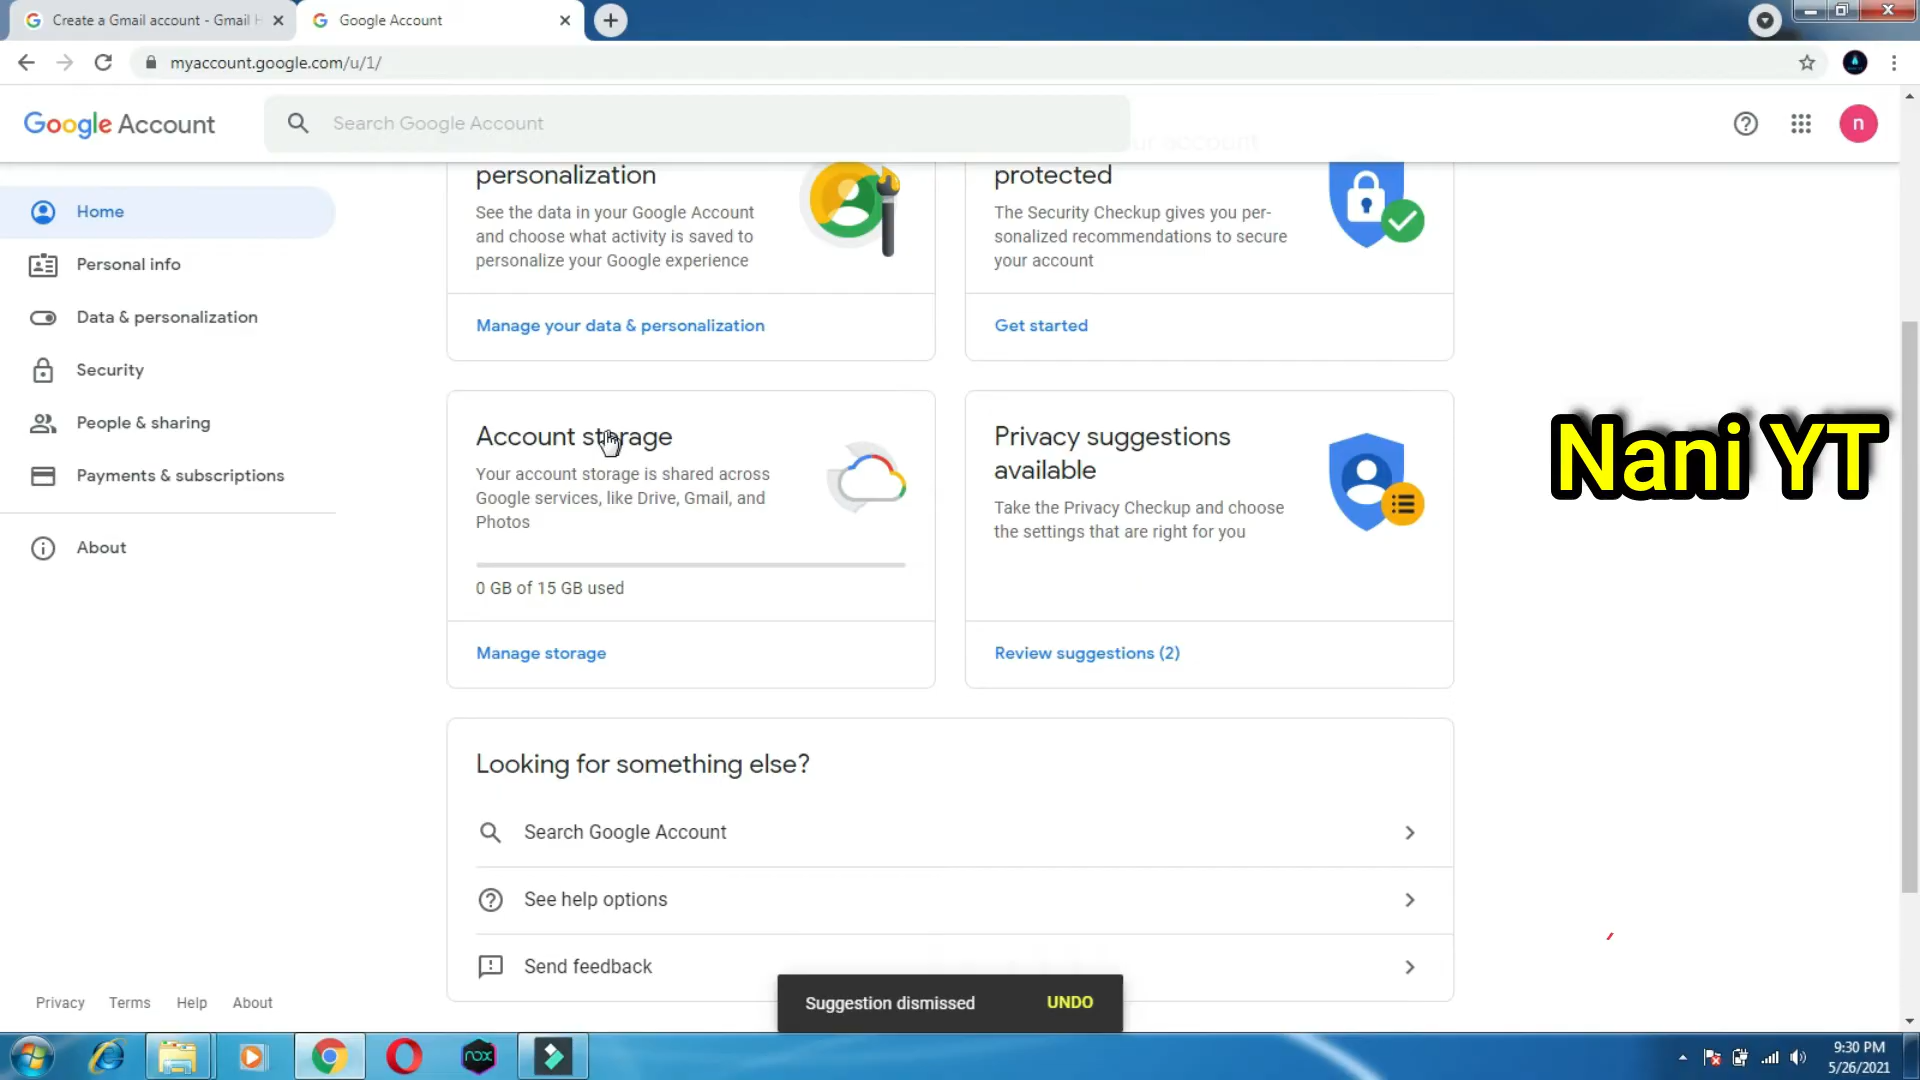 Create a Gmail account - Gmail H
Google Account
myaccount.google.com/u/1/
Google Account
Search Google Account
n
personalization
See the data in your Google Account
and choose what activity is saved to
personalize your Google experience
Manage your data & personalization
your account
protected
The Security Checkup gives you per-
sonalized recommendations to secure
your account
Get started
Home
Personal info
Data & personalization
Security
People & sharing
Payments & subscriptions
About
Account storage
Your account storage is shared across
Google services, like Drive, Gmail, and
Photos
0 GB of 15 GB used
Manage storage
Privacy suggestions
available
Take the Privacy Checkup and choose
the settings that are right for you
Review suggestions (2)
Nani YT
Looking for something else?
Search Google Account
See help options
Send feedback
Suggestion dismissed
UNDO
Privacy
Terms
Help
About
nox
9:30 PM
5/26/2021